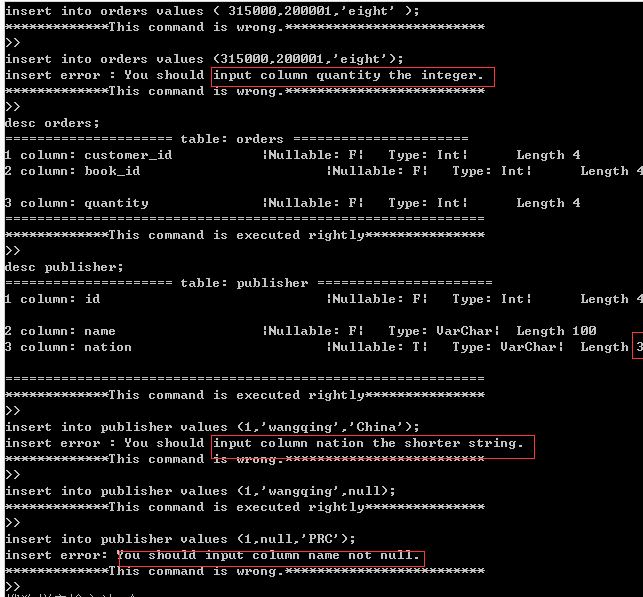 insert into orders values ( 315000,200001,'eight' );
*************This command is wrong.*************************
>>
insert into orders values (315000,200001,'eight');
insert error : You should input column quantity the integer.
*************This command is wrong.*************************
>>
desc orders;
===================== table: orders ======================
1 column: customer_id |Nullable: F| Type: Int| Length 4
2 column: book_id |Nullable: F| Type: Int| Length 4
3 column: quantity |Nullable: F| Type: Int| Length 4
============================================================
*************This command is executed rightly***************
>>
desc publisher;
===================== table: publisher ======================
1 column: id |Nullable: F| Type: Int| Length 4
2 column: name |Nullable: F| Type: VarChar| Length 100
3 column: nation |Nullable: T| Type: VarChar| Length 3
============================================================
*************This command is executed rightly***************
>>
insert into publisher values (1,'wangqing','China');
insert error : You should input column nation the shorter string.
*************This command is wrong.*************************
>>
insert into publisher values (1,'wangqing',null);
*************This command is executed rightly***************
>>
insert into publisher values (1,null,'PRC');
insert error: You should input column name not null.
*************This command is wrong.*************************
>>